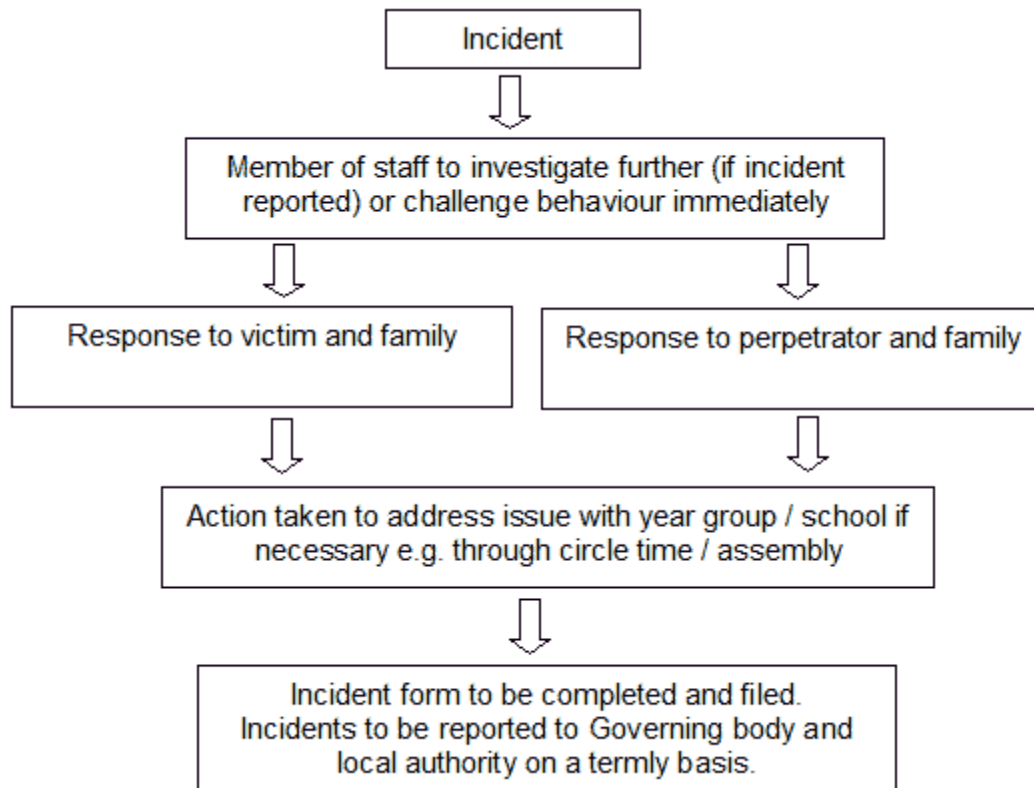 Incident
Member of staff to investigate further (if incident
reported) or challenge behaviour immediately
Response to victim and family
Response to perpetrator and family
Action taken to address issue with year group / school if
necessary e.g. through circle time / assembly
Incident form to be completed and filed.
Incidents to be reported to Governing body and
local authority on a termly basis.